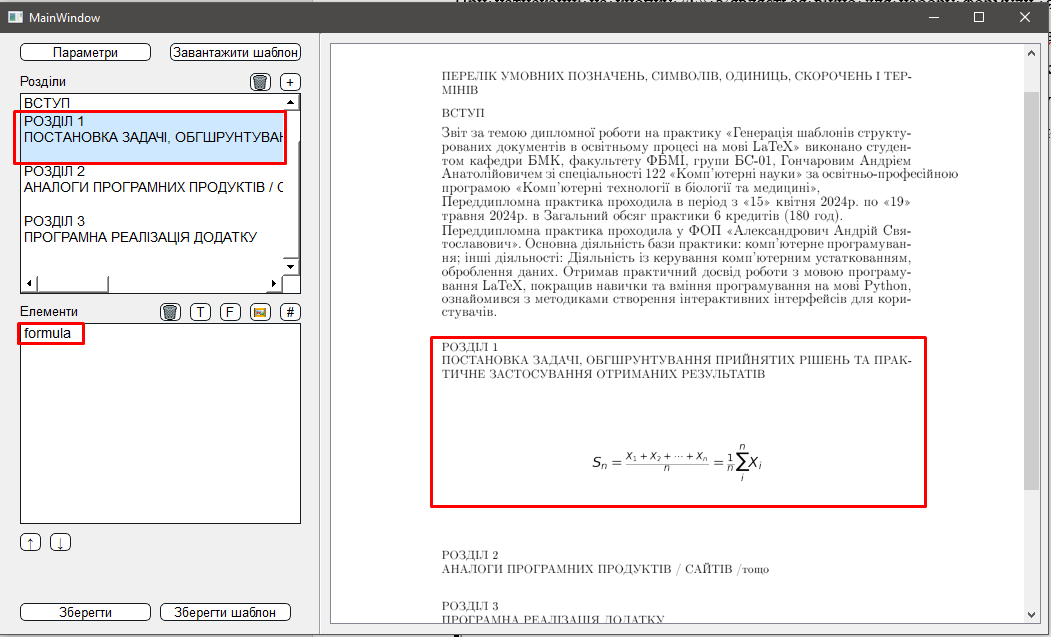 MainWindow
Параметри
Завантажити шаблон
Розділи
+
ВСТУП
РОЗДІЛ 1
ПОСТАНОВКА ЗАДАЧІ, ОБГШРУНТУВАН
РОЗДІЛ 2
АНАЛОГИ ПРОГРАМНИХ ПРОДУКТІВ / С
РОЗДІЛ 3
ПРОГРАМНА РЕАЛІЗАЦІЯ ДОДАТКУ
Елементи
T
F
#
formula
↑
↓
Зберегти
Зберегти шаблон
ПЕРЕЛІК УМОВНИХ ПОЗНАЧЕНЬ, СИМВОЛІВ, ОДИНИЦЬ, СКОРОЧЕНЬ І ТЕР-
МІНІВ
ВСТУП
Звіт за темою дипломної роботи на практику «Генерація шаблонів структу-
рованих документів в освітньому процесі на мові LaTeX» виконано студен-
том кафедри БМК, факультету ФБМІ, групи БС-01, Гончаровим Андрієм
Анатолійовичем зі спеціальності 122 «Комп'ютерні науки» за освітньо-професійною
програмою «Комп'ютерні технології в біології та медицині»,
Переддипломна практика проходила в період з «15» квітня 2024р. по «19»
травня 2024р. в Загальний обсяг практики 6 кредитів (180 год).
Переддипломна практика проходила у ФОП «Александрович Андрій Свя-
тославович». Основна діяльність бази практики: комп'ютерне програмуван-
ня; інші діяльності: Діяльність із керування комп'ютерним устаткованням,
оброблення даних. Отримав практичний досвід роботи з мовою програму-
вання LaTeX, покращив навички та вміння програмування на мові Python,
ознайомився з методиками створення інтерактивних інтерфейсів для кори-
стувачів.
РОЗДІЛ 1
ПОСТАНОВКА ЗАДАЧІ, ОБГШРУНТУВАННЯ ПРИЙНЯТИХ РІШЕНЬ ТА ПРАК-
ТИЧНЕ ЗАСТОСУВАННЯ ОТРИМАНИХ РЕЗУЛЬТАТІВ
Sₙ = (X₁ + X₂ + ⋯ + Xₙ)/n = 1/n ∑ᵢⁿ Xᵢ
РОЗДІЛ 2
АНАЛОГИ ПРОГРАМНИХ ПРОДУКТІВ / САЙТІВ /тощо
РОЗДІЛ 3
ПРОГРАМНА РЕАЛІЗАЦІЯ ДОДАТКУ